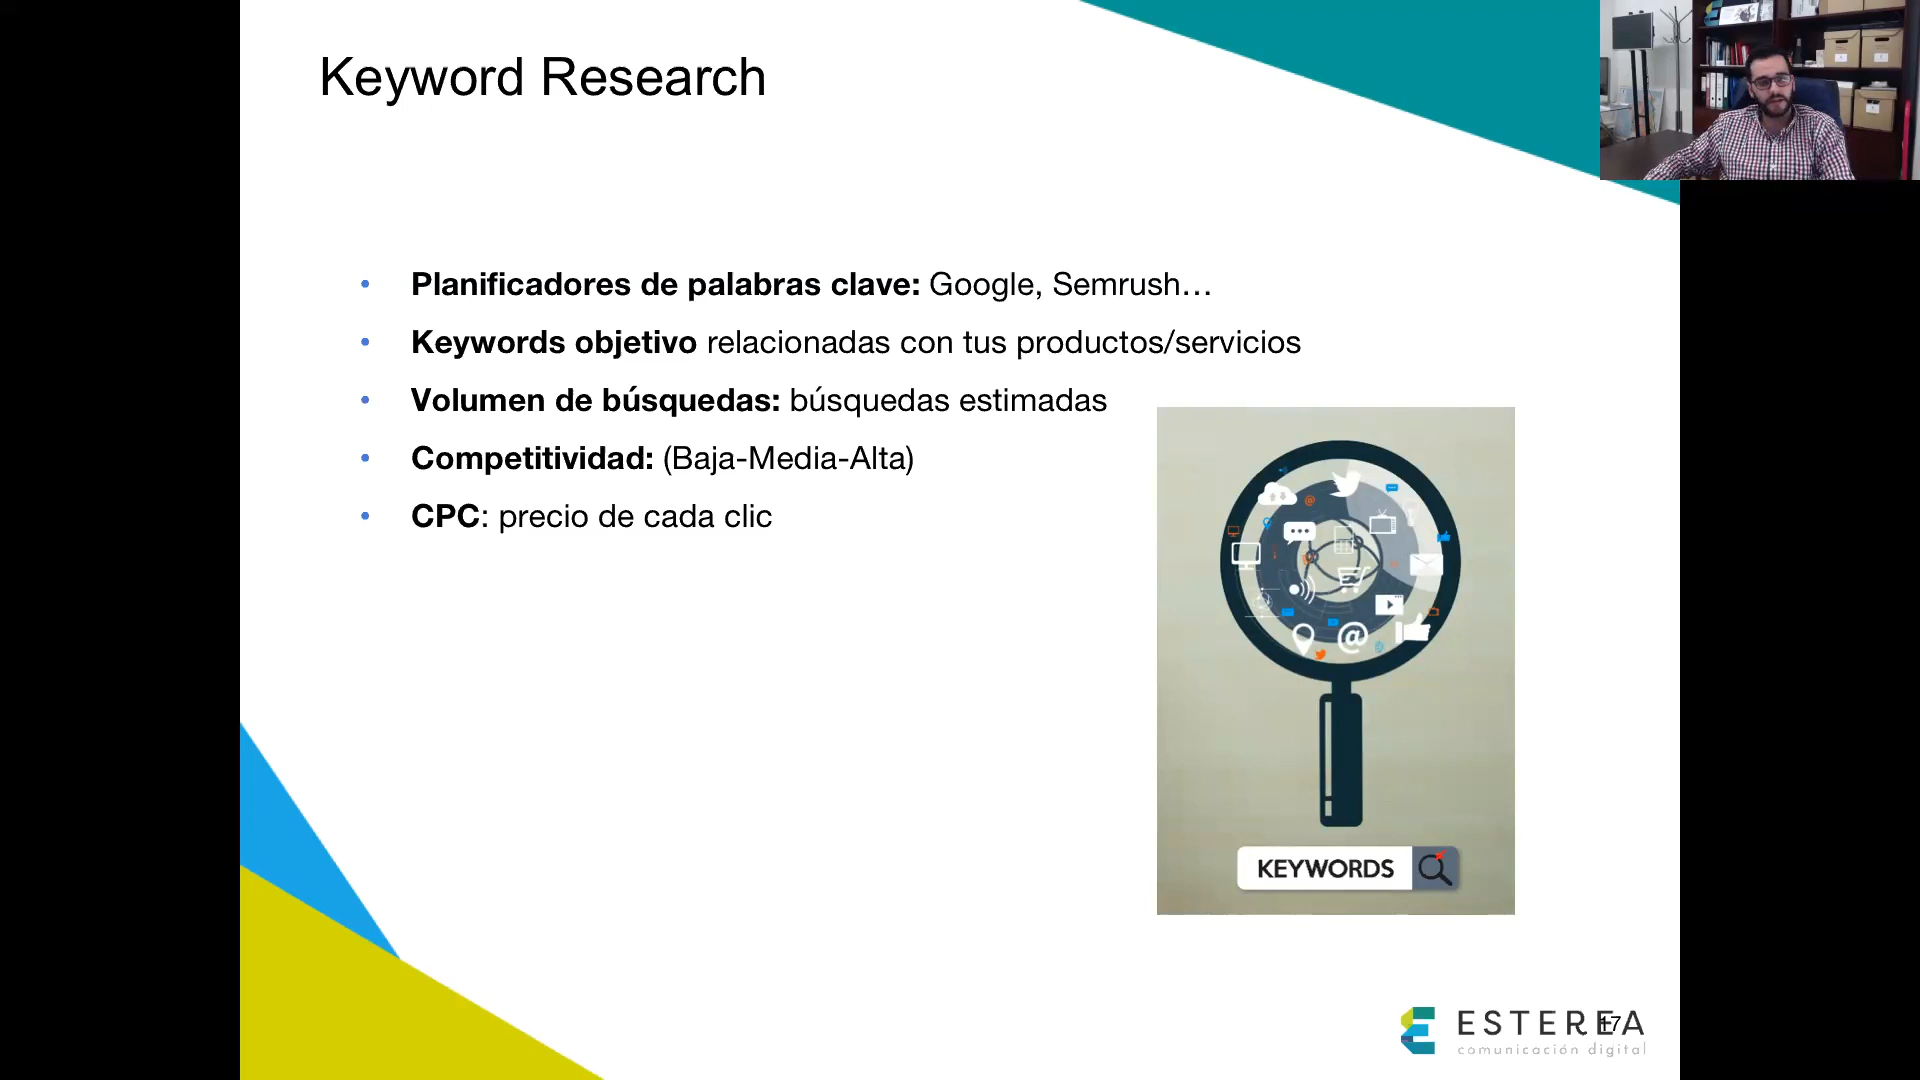 Keyword Research
• Planificadores de palabras clave: Google, Semrush…
• Keywords objetivo relacionadas con tus productos/servicios
• Volumen de búsquedas: búsquedas estimadas
• Competitividad: (Baja-Media-Alta)
• CPC: precio de cada clic
@
KEYWORDS
ESTEREA
17
comunicación digital